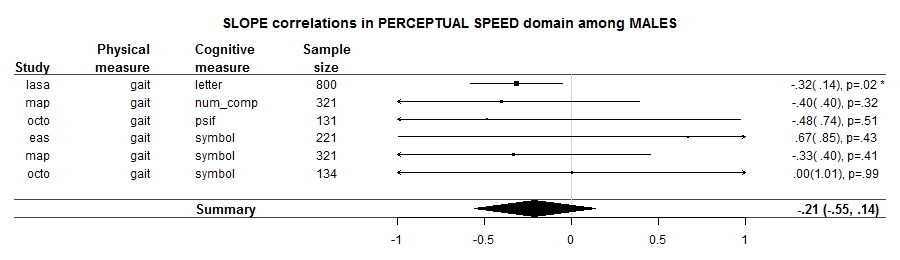 SLOPE correlations in PERCEPTUAL SPEED domain among MALES
Physical Cognitive Sample
Study measure measure size
lasa gait letter 800 -.32( .14), p=.02 *
map gait num_comp 321 -.40( .40), p=.32
octo gait psif 131 -.48( .74), p=.51
eas gait symbol 221 .67( .85), p=.43
map gait symbol 321 -.33( .40), p=.41
octo gait symbol 134 .00(1.01), p=.99
Summary -.21 (-.55, .14)
-1 -0.5 0 0.5 1